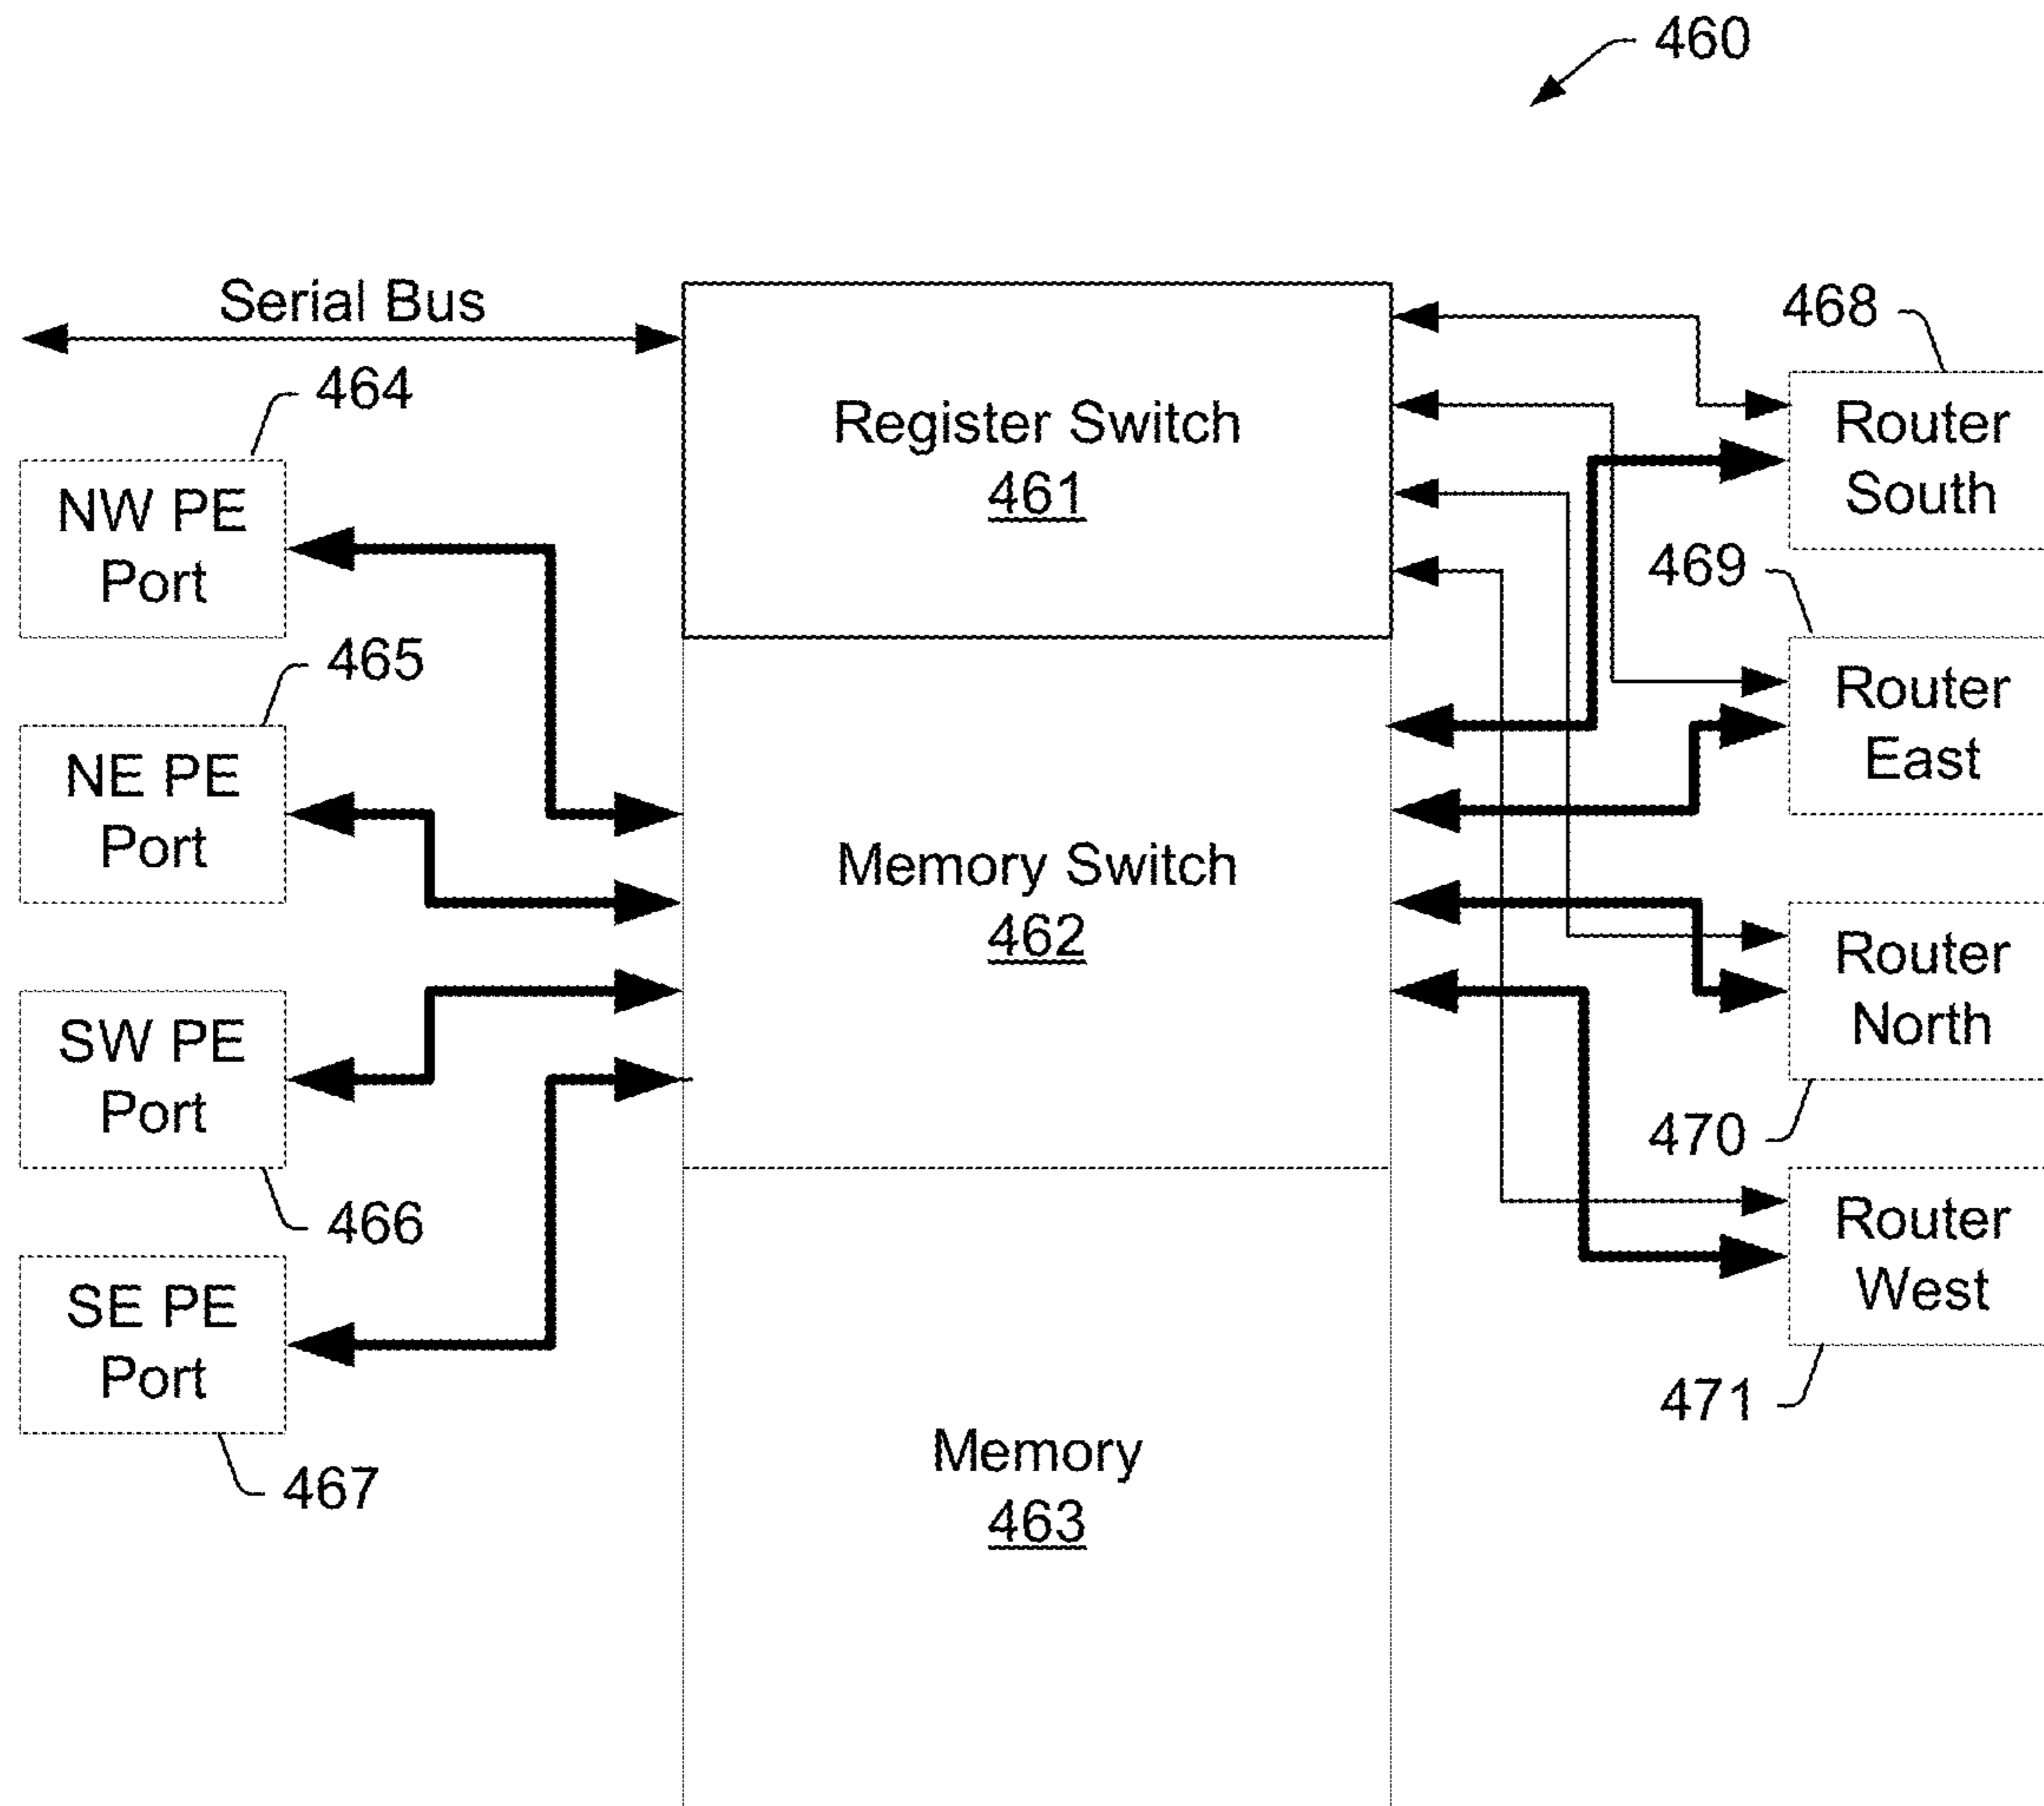 460
Serial Bus
464
NW PE
Port
465
NE PE
Port
SW PE
Port
466
SE PE
Port
467
Register Switch
461
Memory Switch
462
Memory
463
468
Router
South
469
Router
East
Router
North
470
Router
West
471